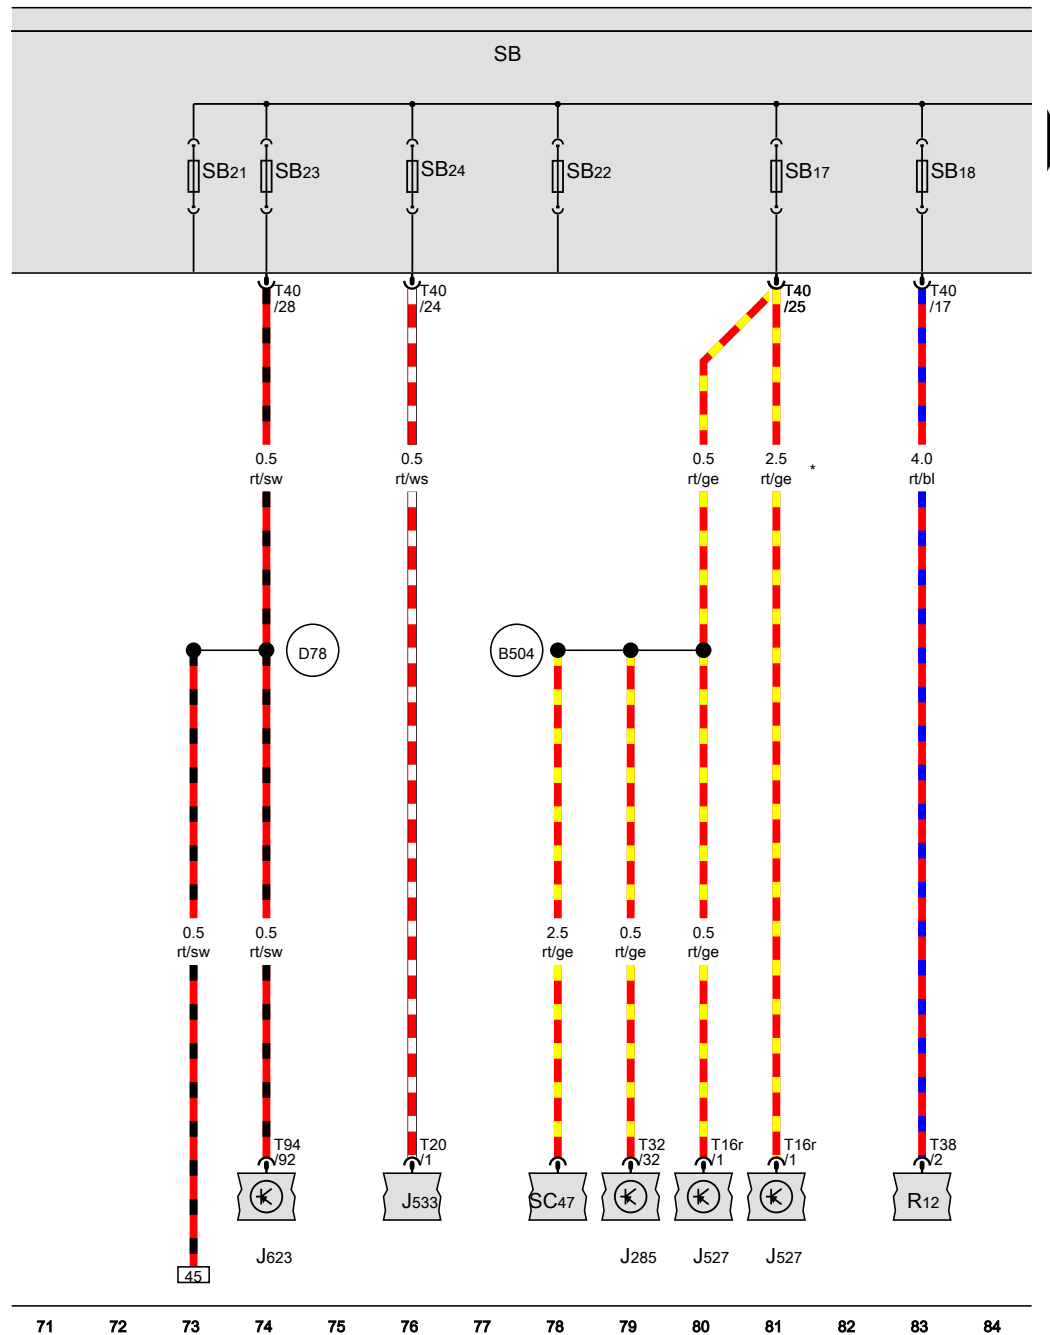 SB
SB21 SB23 SB24 SB22 SB17 SB18
T40 T40 T40 T40
/28 /24 /25 /17
0.5 0.5 0.5 2.5 4.0
rt/sw rt/ws rt/ge rt/ge * rt/bl
D78 B504
0.5 0.5 2.5 0.5 0.5
rt/sw rt/sw rt/ge rt/ge rt/ge
T94 T20 T32 T16r T16r T38
/92 /1 /32 /1 /1 /2
J533 SC47 R12
J623 J285 J527 J527
45
71 72 73 74 75 76 77 78 79 80 81 82 83 84